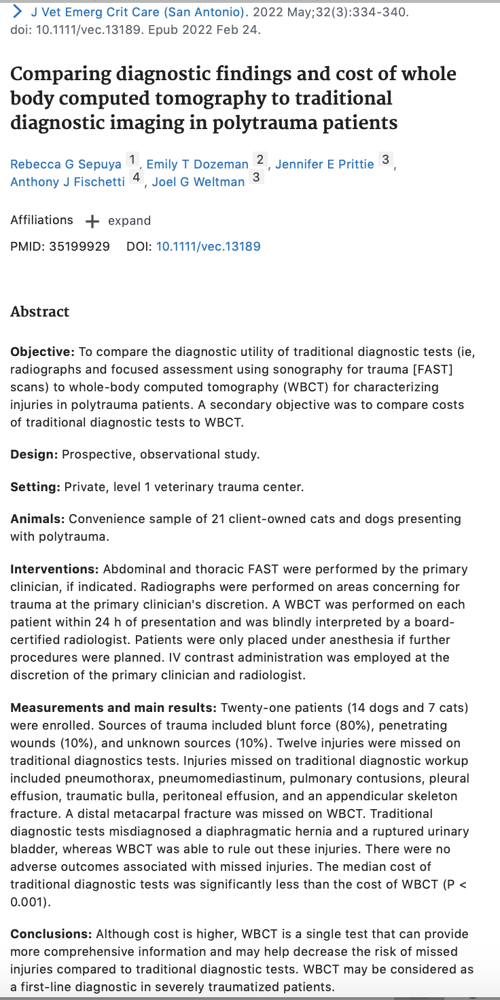 J Vet Emerg Crit Care (San Antonio). 2022 May;32(3):334-340.
doi: 10.1111/vec.13189. Epub 2022 Feb 24.
Comparing diagnostic findings and cost of whole
body computed tomography to traditional
diagnostic imaging in polytrauma patients
Rebecca G Sepuya 1, Emily T Dozeman 2, Jennifer E Prittie 3,
Anthony J Fischetti 4, Joel G Weltman 3
Affiliations + expand
PMID: 35199929 DOI: 10.1111/vec.13189
Abstract
Objective: To compare the diagnostic utility of traditional diagnostic tests (ie,
radiographs and focused assessment using sonography for trauma [FAST]
scans) to whole-body computed tomography (WBCT) for characterizing
injuries in polytrauma patients. A secondary objective was to compare costs
of traditional diagnostic tests to WBCT.
Design: Prospective, observational study.
Setting: Private, level 1 veterinary trauma center.
Animals: Convenience sample of 21 client-owned cats and dogs presenting
with polytrauma.
Interventions: Abdominal and thoracic FAST were performed by the primary
clinician, if indicated. Radiographs were performed on areas concerning for
trauma at the primary clinician's discretion. A WBCT was performed on each
patient within 24 h of presentation and was blindly interpreted by a board-
certified radiologist. Patients were only placed under anesthesia if further
procedures were planned. IV contrast administration was employed at the
discretion of the primary clinician and radiologist.
Measurements and main results: Twenty-one patients (14 dogs and 7 cats)
were enrolled. Sources of trauma included blunt force (80%), penetrating
wounds (10%), and unknown sources (10%). Twelve injuries were missed on
traditional diagnostics tests. Injuries missed on traditional diagnostic workup
included pneumothorax, pneumomediastinum, pulmonary contusions, pleural
effusion, traumatic bulla, peritoneal effusion, and an appendicular skeleton
fracture. A distal metacarpal fracture was missed on WBCT. Traditional
diagnostic tests misdiagnosed a diaphragmatic hernia and a ruptured urinary
bladder, whereas WBCT was able to rule out these injuries. There were no
adverse outcomes associated with missed injuries. The median cost of
traditional diagnostic tests was significantly less than the cost of WBCT (P <
0.001).
Conclusions: Although cost is higher, WBCT is a single test that can provide
more comprehensive information and may help decrease the risk of missed
injuries compared to traditional diagnostic tests. WBCT may be considered as
a first-line diagnostic in severely traumatized patients.